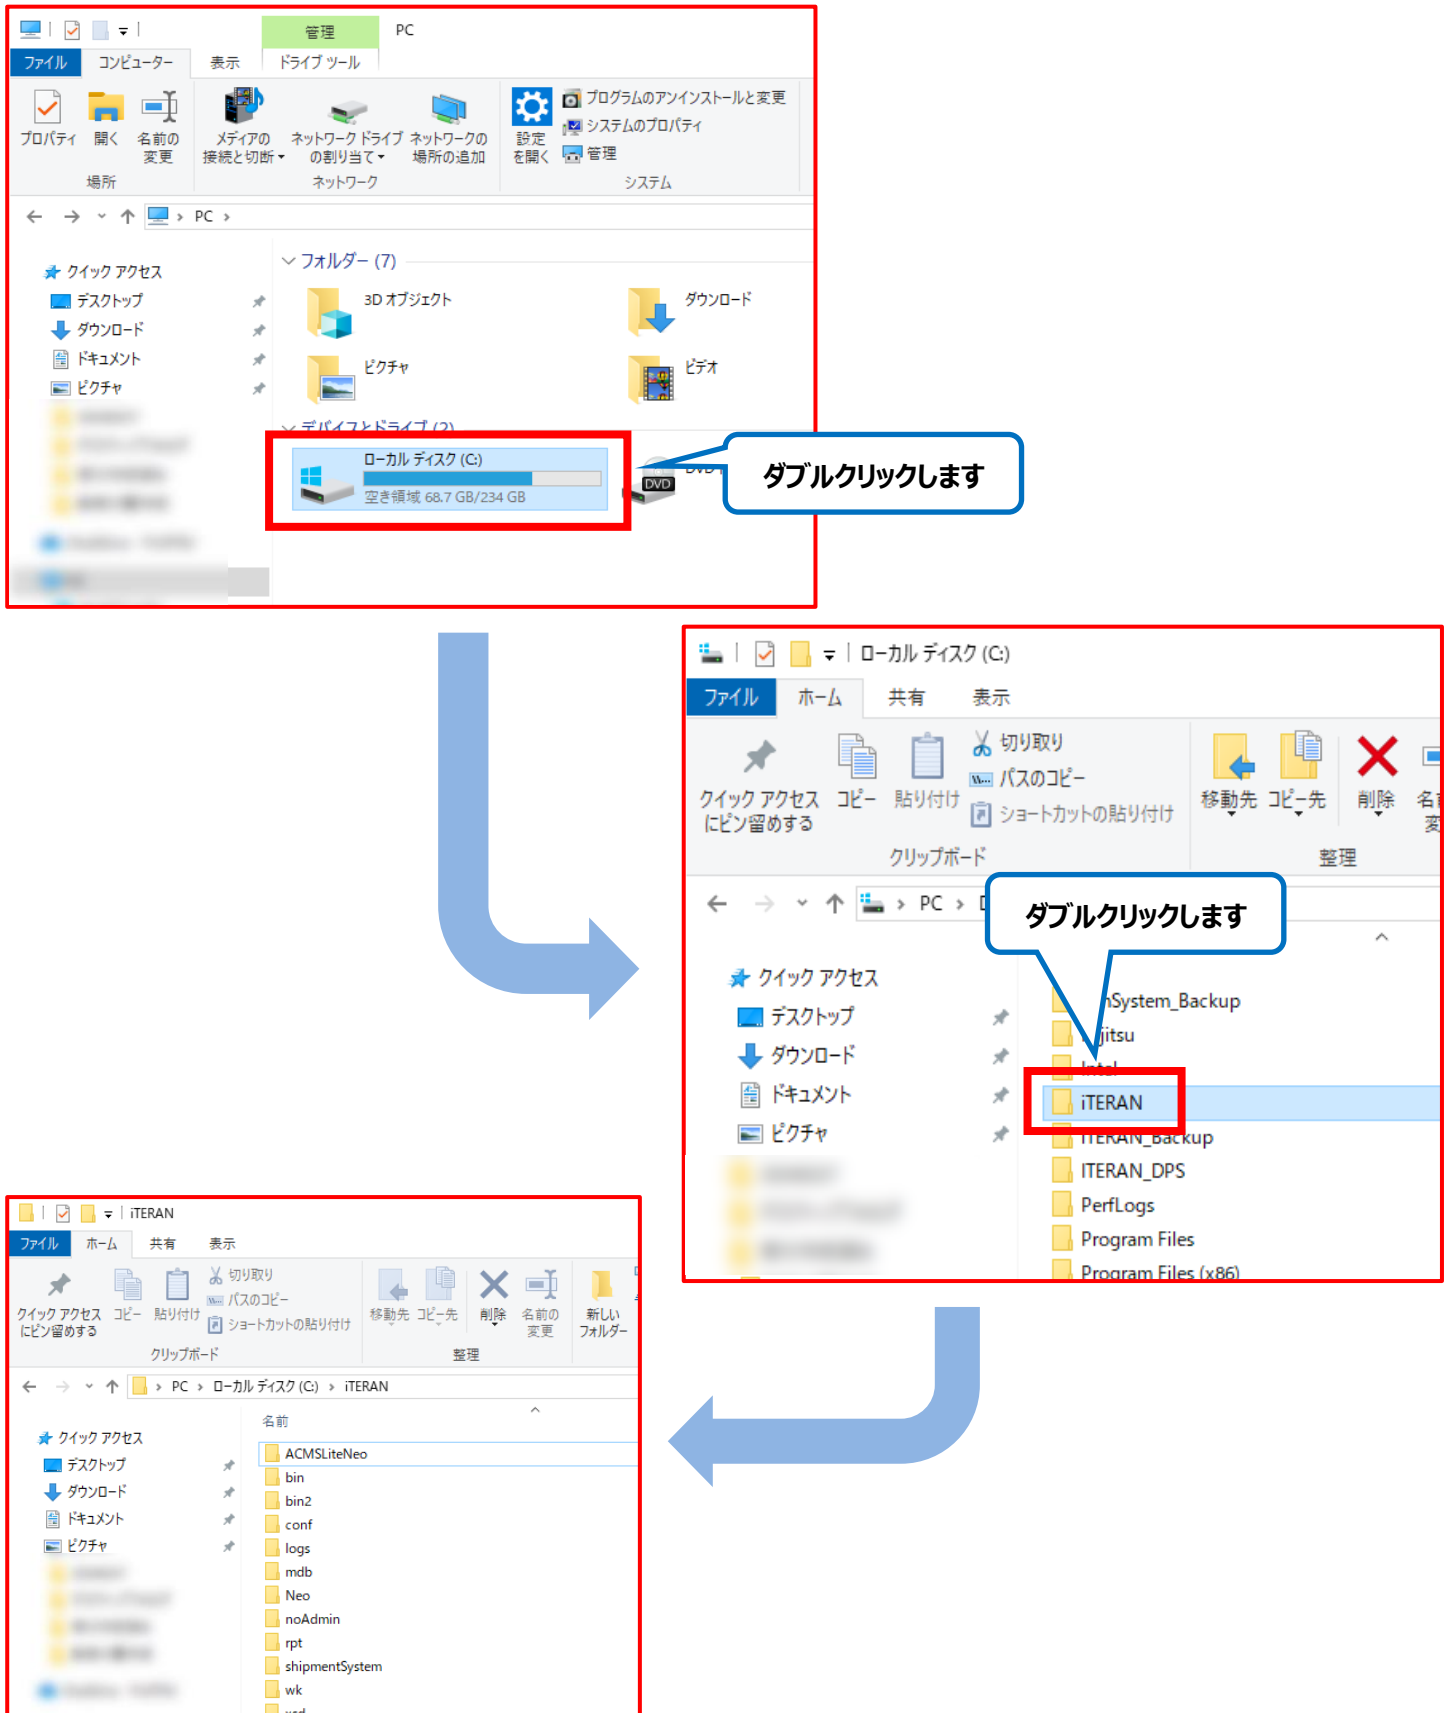 管理 PC
ファイル コンピューター 表示 ドライブ ツール
プロパティ 開く 名前の変更 メディアの接続と切断 ネットワーク ドライブの割り当て ネットワークの場所の追加 設定を開く プログラムのアンインストールと変更
システムのプロパティ
管理
場所 ネットワーク システム
PC
クイック アクセス
デスクトップ
ダウンロード
ドキュメント
ピクチャ
フォルダー (7)
3D オブジェクト ダウンロード
ピクチャ ビデオ
デバイスとドライブ (2)
ローカル ディスク (C:)
空き領域 68.7 GB/234 GB
DVD
ダブルクリックします
ローカル ディスク (C:)
ファイル ホーム 共有 表示
クイック アクセスにピン留めする コピー 貼り付け
切り取り
パスのコピー
ショートカットの貼り付け
移動先 コピー先 削除
クリップボード 整理
PC
ダブルクリックします
クイック アクセス
デスクトップ
ダウンロード
ドキュメント
ピクチャ
iTERAN
ITERAN_DPS
PerfLogs
Program Files
Program Files (x86)
iTERAN
ファイル ホーム 共有 表示
クイック アクセスにピン留めする コピー 貼り付け
切り取り
パスのコピー
ショートカットの貼り付け
移動先 コピー先 削除 名前の変更 新しいフォルダー
クリップボード 整理
PC ローカル ディスク (C:) iTERAN
クイック アクセス
デスクトップ
ダウンロード
ドキュメント
ピクチャ
名前
ACMSLiteNeo
bin
bin2
conf
logs
mdb
Neo
noAdmin
rpt
shipmentSystem
wk